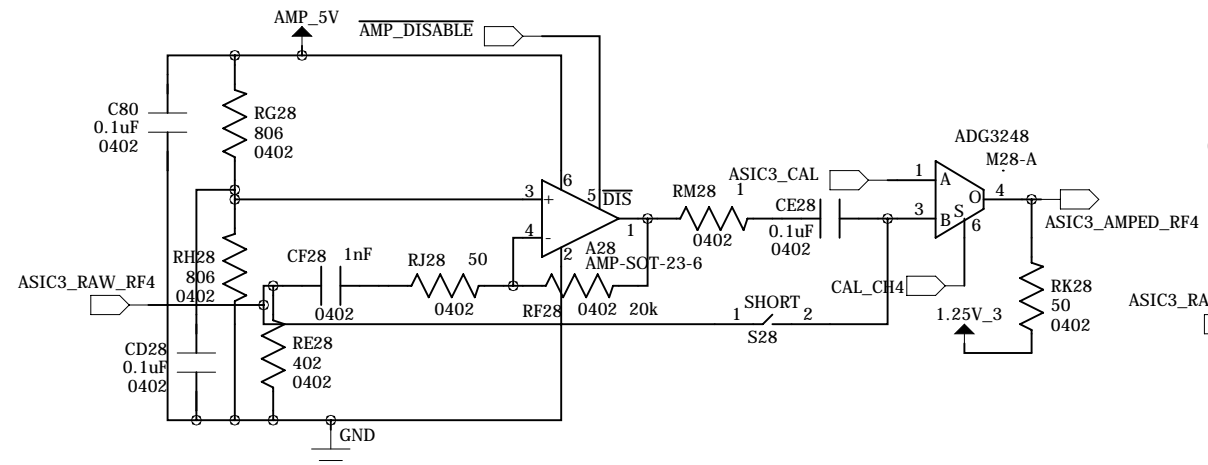 AMP_5V
AMP_DISABLE
C80
0.1uF
0402
RG28
806
0402
ADG3248
M28-A
6
5
DIS
3
+
4
-
1
2
A28
AMP-SOT-23-6
RM28
1
0402
ASIC3_CAL
CE28
0.1uF
0402
1
A
3
B
S
O
4
6
ASIC3_AMPED_RF4
RH28
806
0402
ASIC3_RAW_RF4
CF28
1nF
0402
RJ28
50
0402
RF28
0402
20k
CAL_CH4
SHORT
1
2
S28
1.25V_3
RK28
50
0402
ASIC3_RA
CD28
0.1uF
0402
RE28
402
0402
GND